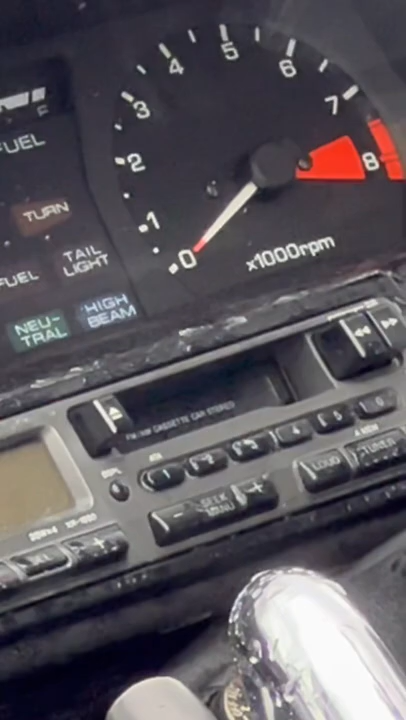 5
4
6
3
7
F
FUEL
2
8
TURN
1
0
x1000rpm
TAIL
LIGHT
FUEL
HIGH
BEAM
NEU-
TRAL
FM/AM CASSETTE CAR STEREO
1 2 3 4 5 6
LOUD
TUNER
SEEK
- +